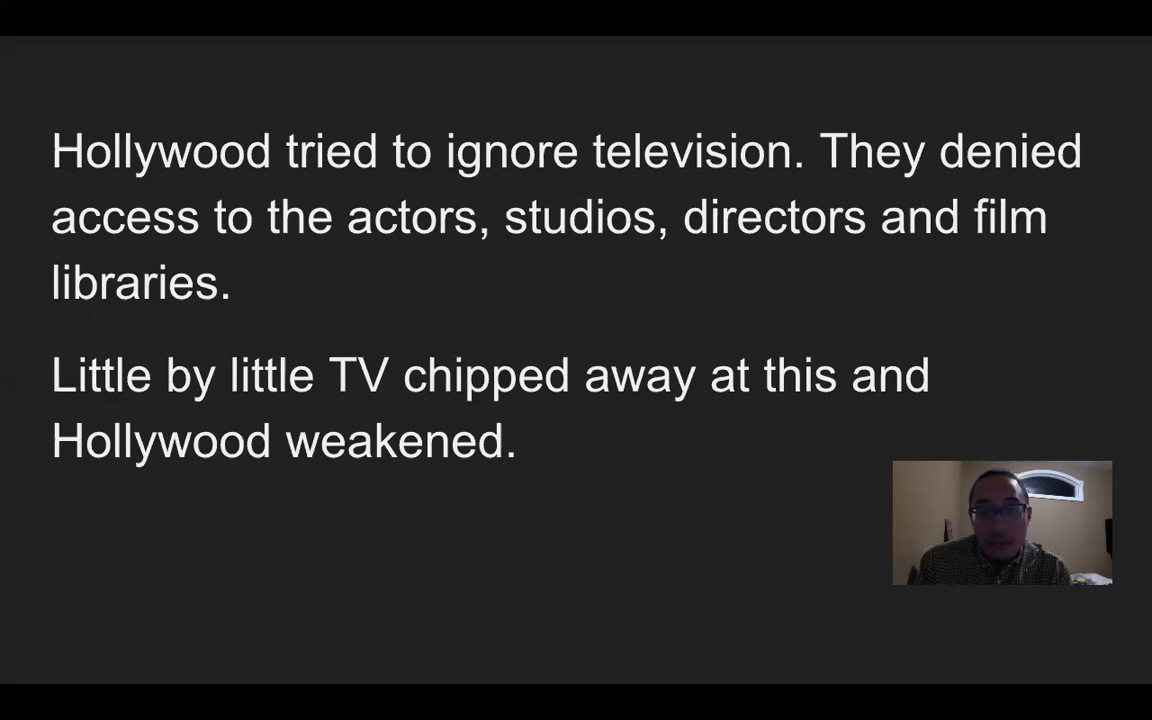 Hollywood tried to ignore television. They denied
access to the actors, studios, directors and film
libraries.
Little by little TV chipped away at this and
Hollywood weakened.